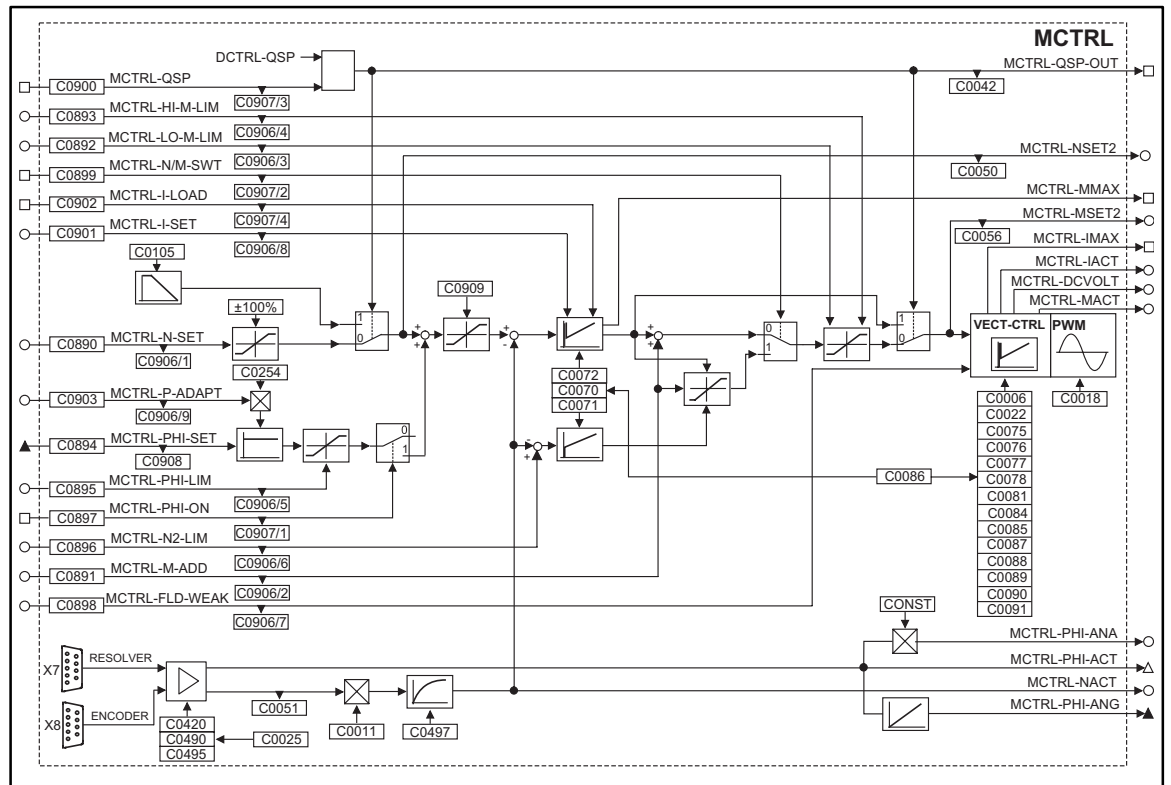 MCTRL
DCTRL-QSP
MCTRL-QSP-OUT
C0900 MCTRL-QSP
C0907/3
C0042
C0893 MCTRL-HI-M-LIM
C0906/4
C0892 MCTRL-LO-M-LIM
C0906/3
MCTRL-NSET2
C0050
C0899 MCTRL-N/M-SWT
C0907/2
C0902 MCTRL-I-LOAD
C0907/4
MCTRL-MMAX
C0901 MCTRL-I-SET
C0906/8
MCTRL-MSET2
C0056
MCTRL-IMAX
MCTRL-IACT
MCTRL-DCVOLT
MCTRL-MACT
C0105
C0909
±100%
1
0
+
+
+
-
+
+
0
1
1
0
VECT-CTRL
PWM
C0890 MCTRL-N-SET
C0906/1
C0254
C0072
C0070
C0071
C0903 MCTRL-P-ADAPT
C0906/9
C0894 MCTRL-PHI-SET
C0908
0
1
-
+
C0006
C0022
C0075
C0076
C0077
C0078
C0081
C0084
C0085
C0087
C0088
C0089
C0090
C0091
C0018
C0086
C0895 MCTRL-PHI-LIM
C0906/5
C0897 MCTRL-PHI-ON
C0907/1
C0896 MCTRL-N2-LIM
C0906/6
C0891 MCTRL-M-ADD
C0906/2
C0898 MCTRL-FLD-WEAK
C0906/7
CONST
MCTRL-PHI-ANA
X7 RESOLVER
MCTRL-PHI-ACT
MCTRL-NACT
MCTRL-PHI-ANG
X8 ENCODER
C0051
C0011
C0497
C0420
C0490
C0495
C0025